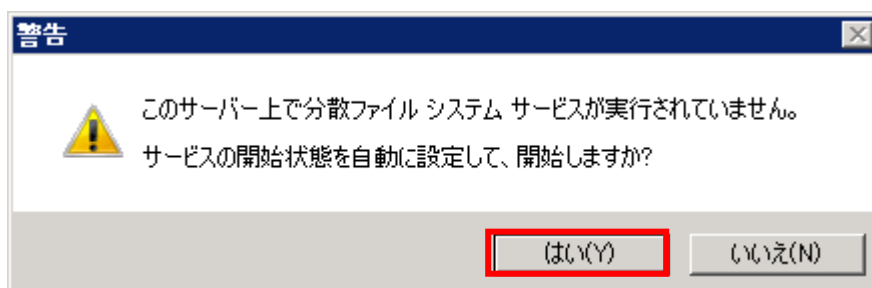 警告
このサーバー上で分散ファイル システム サービスが実行されていません。
サービスの開始状態を自動に設定して、開始しますか?
はい(Y)
いいえ(N)